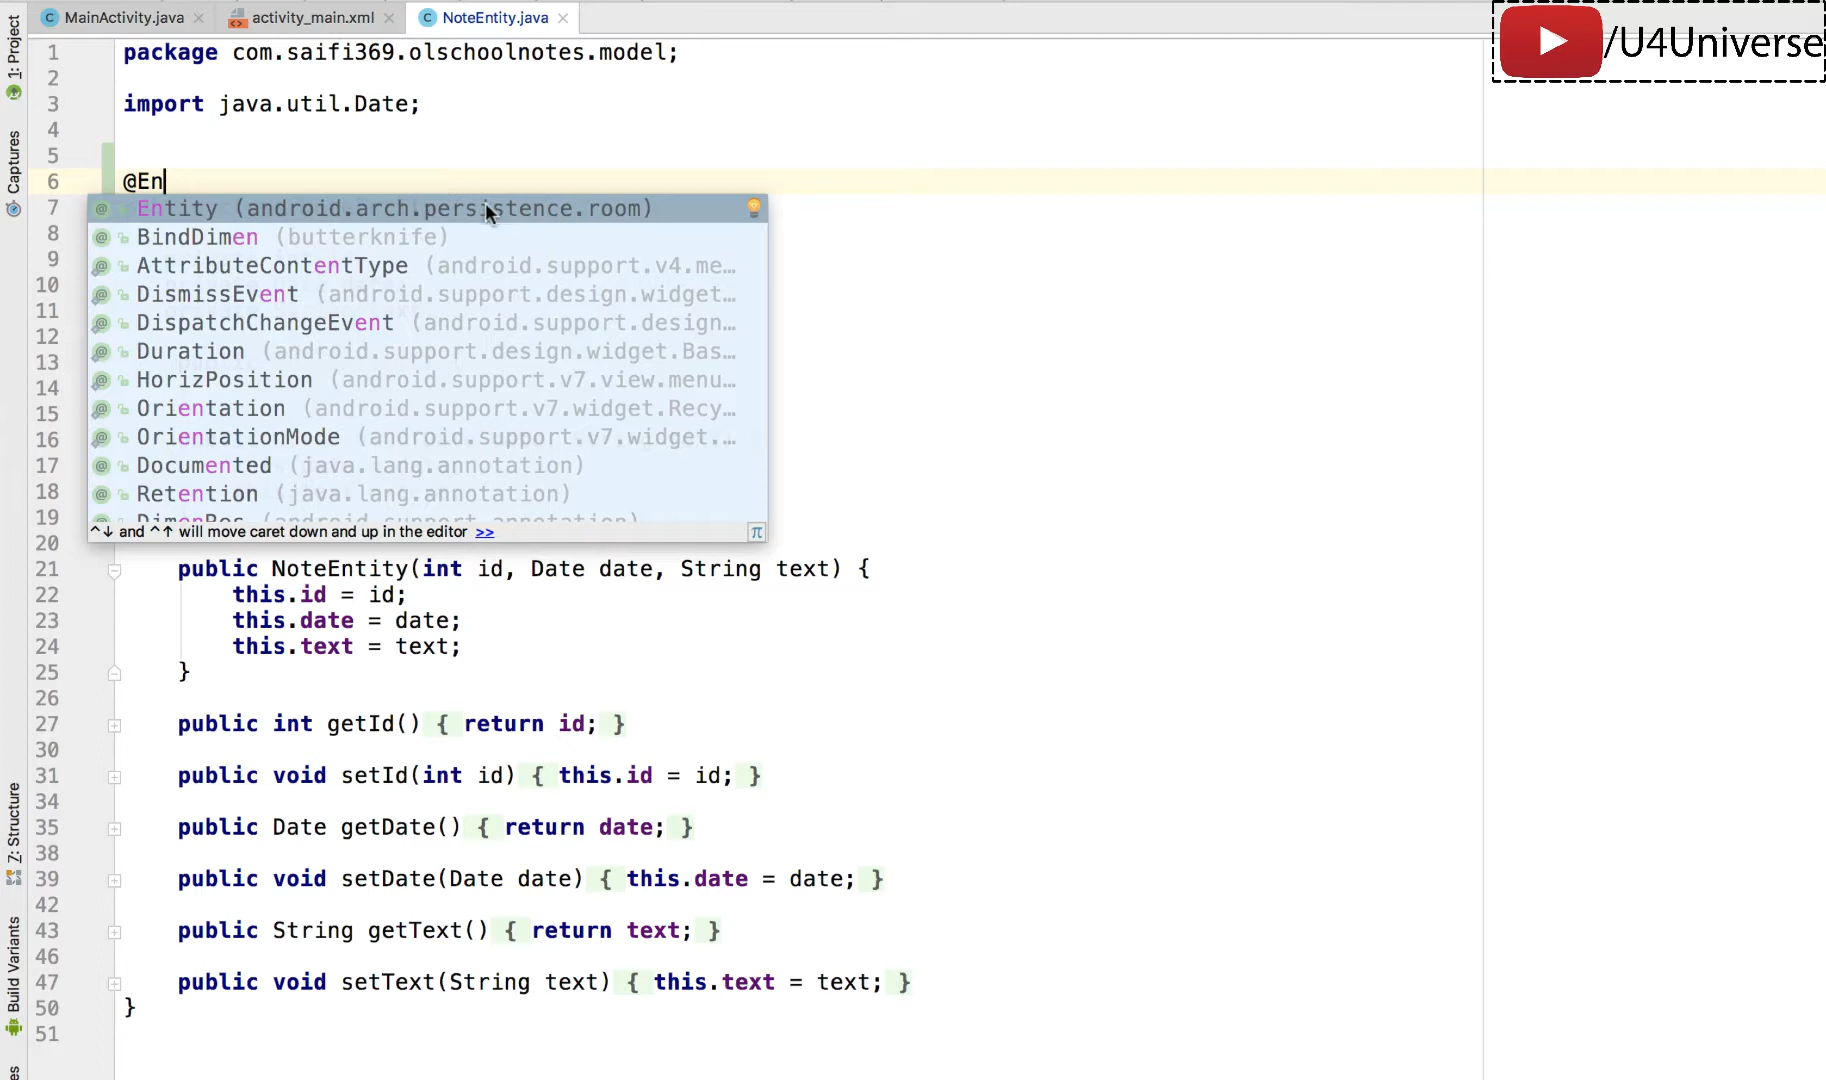 MainActivity.java activity_main.xml NoteEntity.java
/U4Universe
1: Project
Captures
Z: Structure
Build Variants
1 package com.saifi369.olschoolnotes.model;
2
3 import java.util.Date;
4
5
6 @En
7 Entity (android.arch.persistence.room)
8 BindDimen (butterknife)
9 AttributeContentType (android.support.v4.me…
10 DismissEvent (android.support.design.widget…
11 DispatchChangeEvent (android.support.design…
12 Duration (android.support.design.widget.Bas…
13 HorizPosition (android.support.v7.view.menu…
14 Orientation (android.support.v7.widget.Recy…
15
16 OrientationMode (android.support.v7.widget.…
17 Documented (java.lang.annotation)
18 Retention (java.lang.annotation)
19 DimenRes (android.support.annotation)
20 ^↓ and ^↑ will move caret down and up in the editor >> π
21 public NoteEntity(int id, Date date, String text) {
22 this.id = id;
23 this.date = date;
24 this.text = text;
25 }
26
27 public int getId() { return id; }
30
31 public void setId(int id) { this.id = id; }
34
35 public Date getDate() { return date; }
38
39 public void setDate(Date date) { this.date = date; }
42
43 public String getText() { return text; }
46
47 public void setText(String text) { this.text = text; }
50 }
51